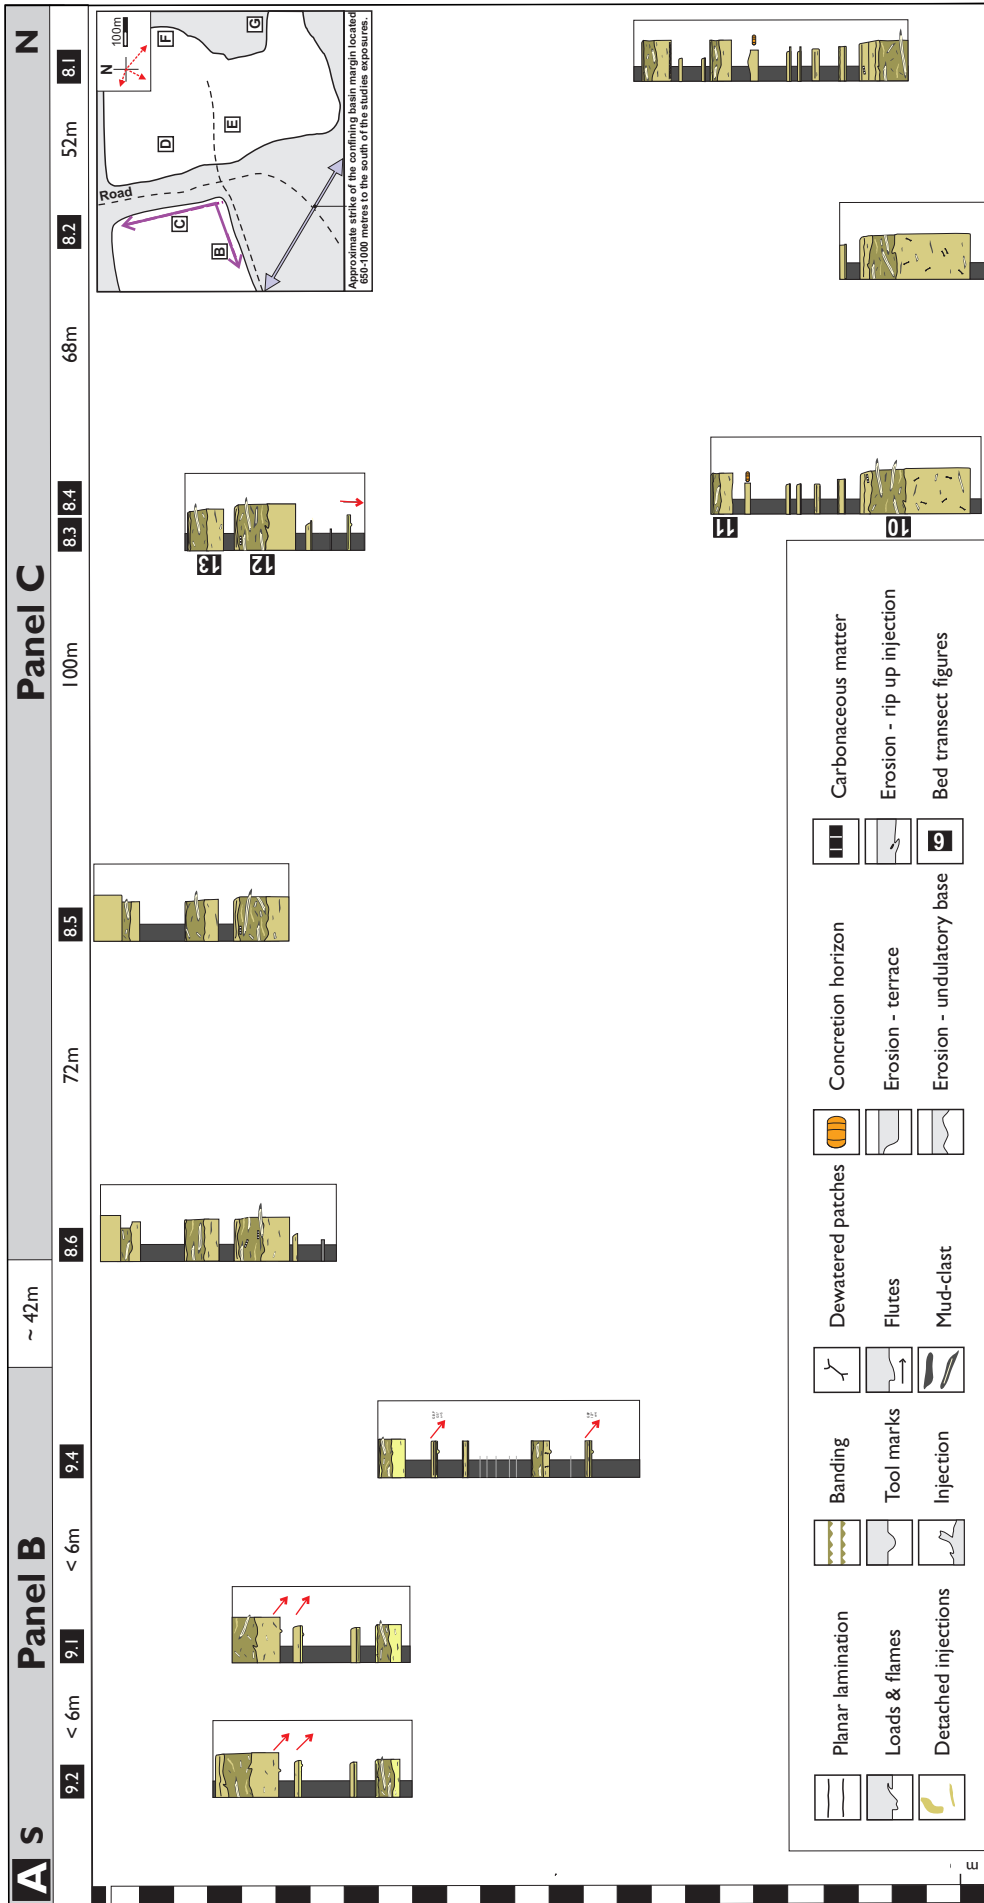 A S Panel B ~ 42m Panel C N
9.2 < 6m 9.1 < 6m 9.4 8.6 72m 8.5 100m 8.3 8.4 68m 8.2 52m 8.1
N
100m
Road
B
C
D
E
F
G
Approximate strike of the confining basin margin located
650-1000 metres to the south of the studies exposures.
13
12
11
10
Planar lamination
Banding
Dewatered patches
Concretion horizon
Carbonaceous matter
Loads & flames
Tool marks
Flutes
Erosion - terrace
Erosion - rip up injection
Detached injections
Injection
Mud-clast
Erosion - undulatory base
9 Bed transect figures
m